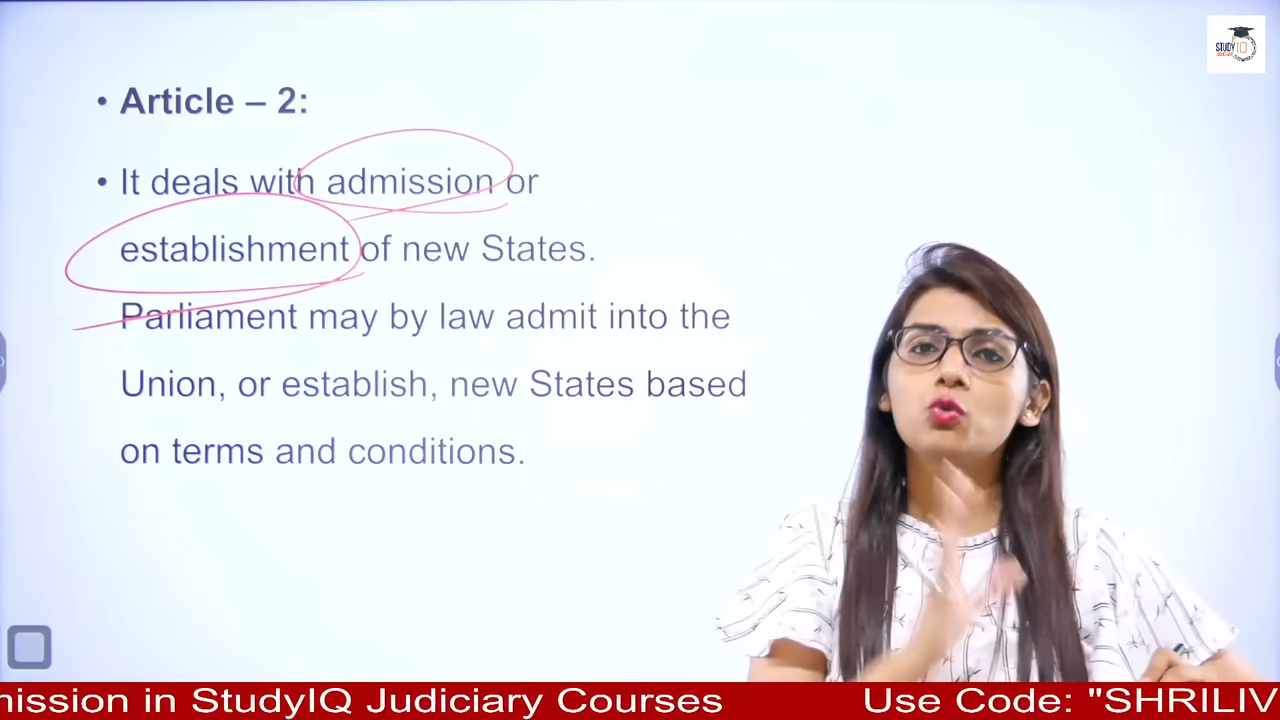 • Article – 2:
• It deals with admission or
establishment of new States.
Parliament may by law admit into the
Union, or establish, new States based
on terms and conditions.
STUDY IQ
mission in StudyIQ Judiciary Courses Use Code: "SHRILIV